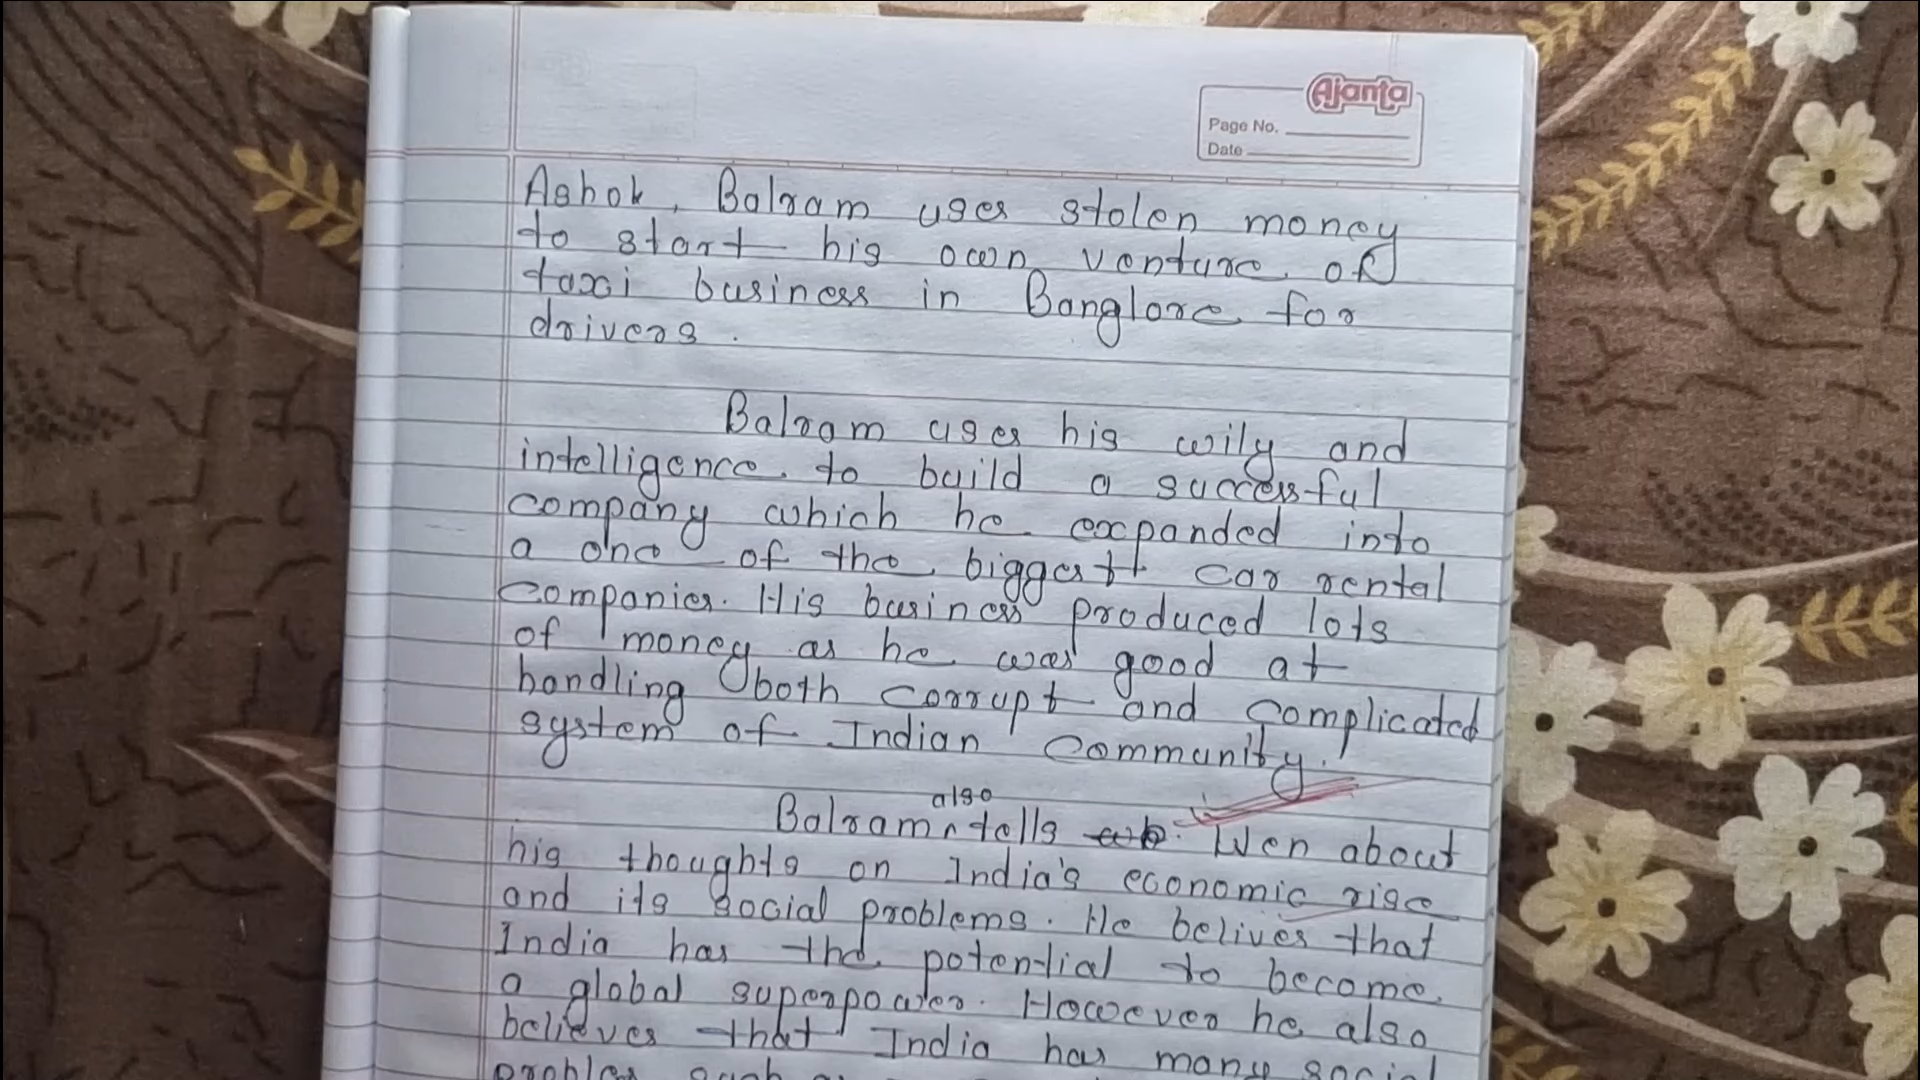 Ajanta
Page No.
Date
Ashok, Balram uses stolen money
to start his own venture of
taxi business in Banglore for
drivers.
Balram uses his wily and
intelligence to build a successful
company which he expanded into
a one of the biggest car rental
companies. His business produced lots
of money as he was good at
handling both corrupt and complicated
system of Indian Community.
also
Balram tells Wen about
his thoughts on India's economic rise
and its social problems. He belives that
India has the potential to become
a global superpower. However he also
believes that India has many social